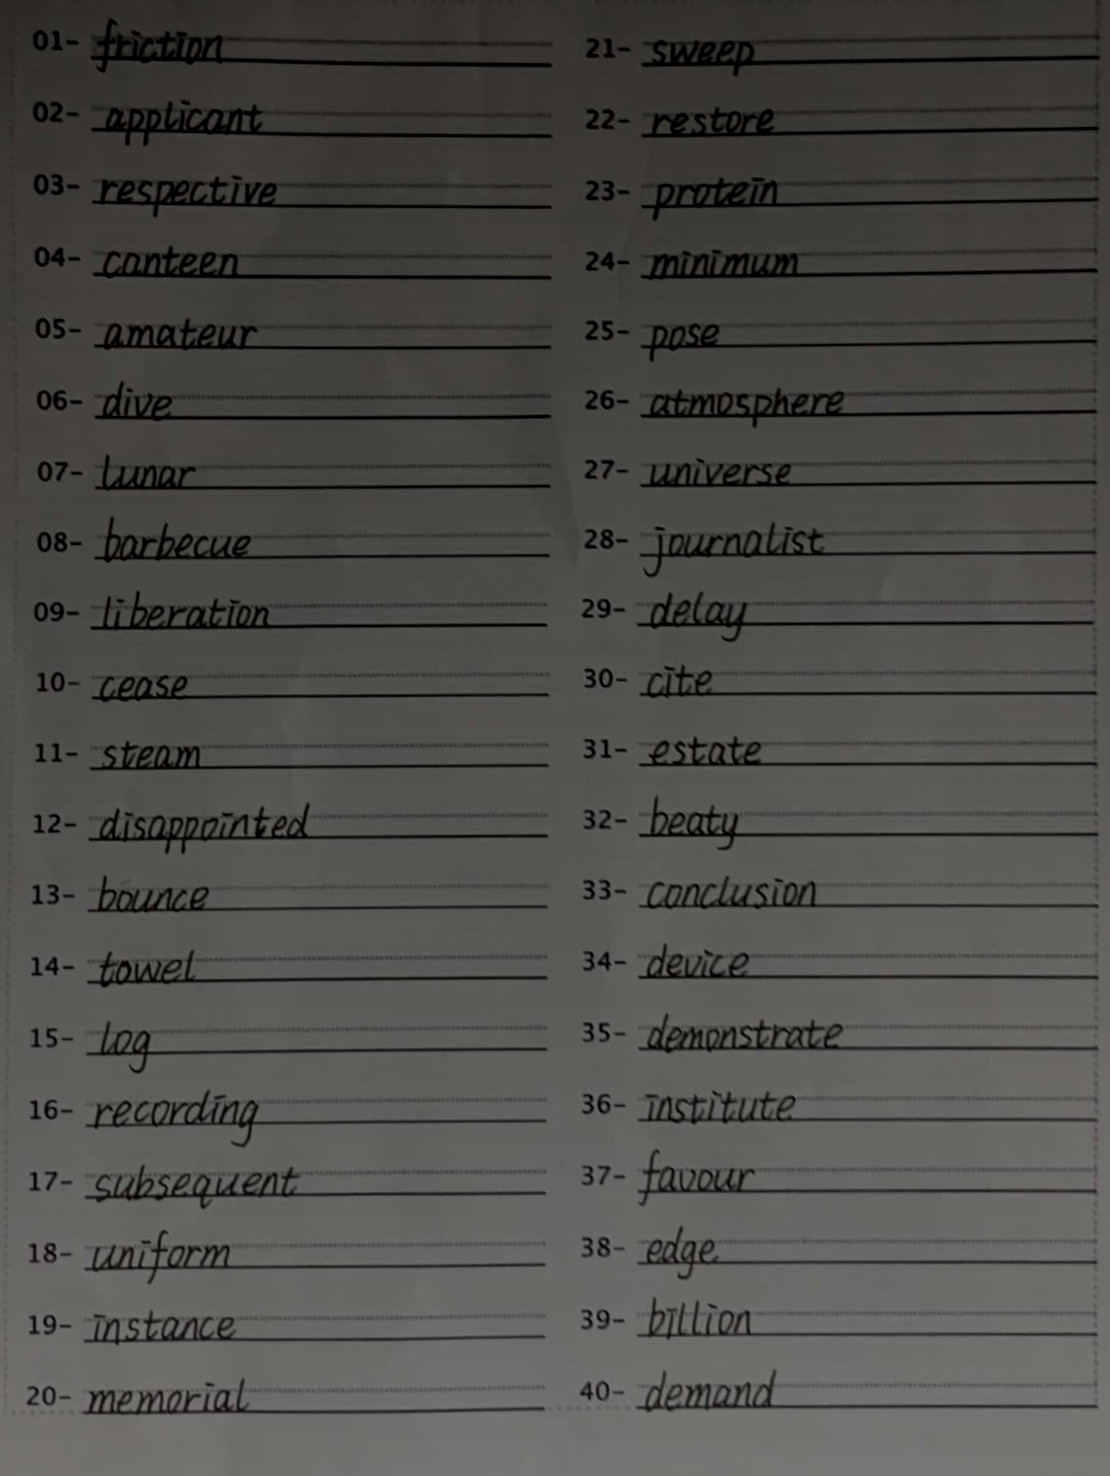 01- friction
02- applicant
03- respective
04- canteen
05- amateur
06- dive
07- lunar
08- barbecue
09- liberation
10- cease
11- steam
12- disappointed
13- bounce
14- towel
15- log
16- recording
17- subsequent
18- uniform
19- instance
20- memorial
21- sweep
22- restore
23- protein
24- minimum
25- pose
26- atmosphere
27- universe
28- journalist
29- delay
30- cite
31- estate
32- beaty
33- conclusion
34- device
35- demonstrate
36- institute
37- favour
38- edge
39- billion
40- demand